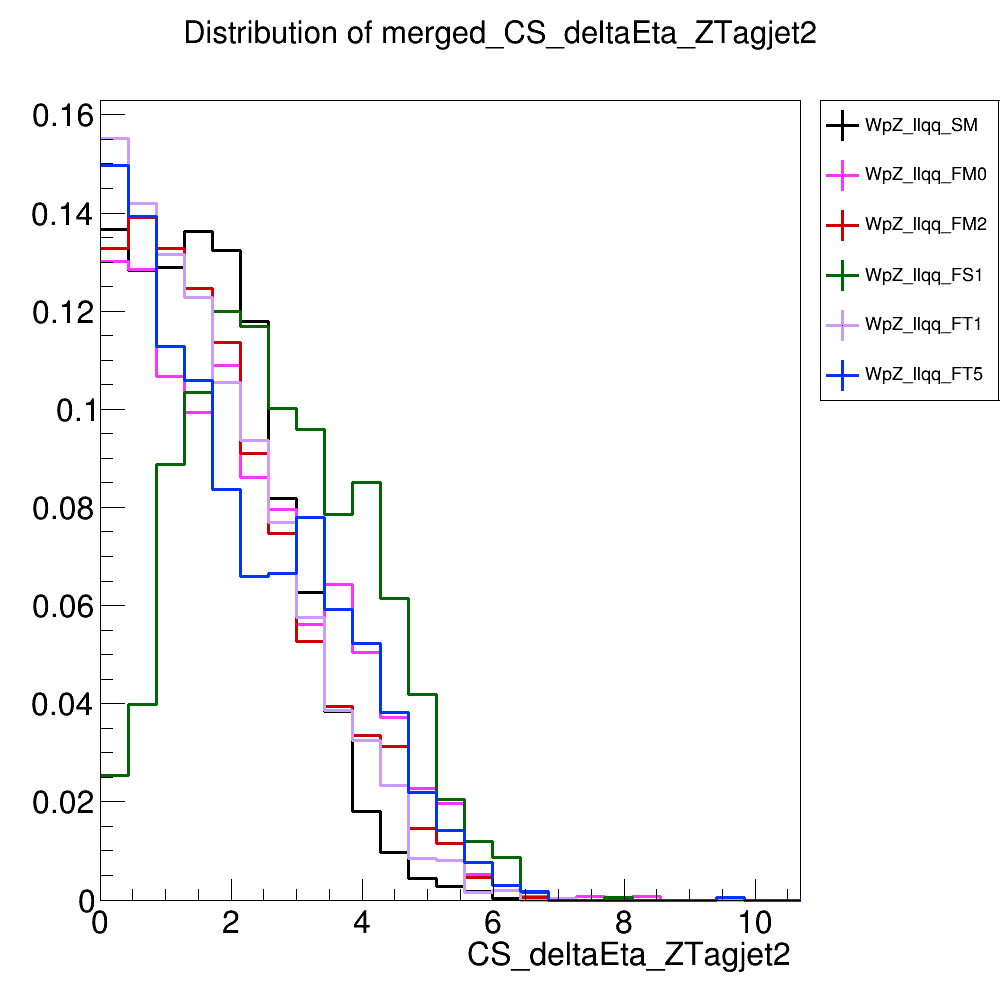 Distribution of merged_CS_deltaEta_ZTagjet2
0.16
0.14
0.12
0.1
0.08
0.06
0.04
0.02
0
0 2 4 6 8 10
CS_deltaEta_ZTagjet2
WpZ_llqq_SM
WpZ_llqq_FM0
WpZ_llqq_FM2
WpZ_llqq_FS1
WpZ_llqq_FT1
WpZ_llqq_FT5